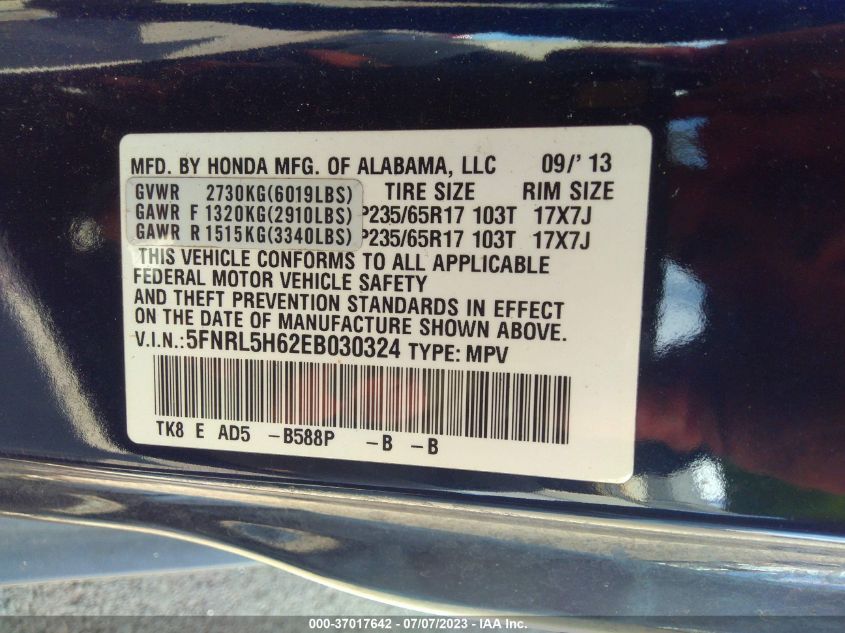 MFD. BY HONDA MFG. OF ALABAMA, LLC 09/' 13
GVWR 2730KG(6019LBS) TIRE SIZE RIM SIZE
GAWR F 1320KG(2910LBS) P235/65R17 103T 17X7J
GAWR R 1515KG(3340LBS) P235/65R17 103T 17X7J
THIS VEHICLE CONFORMS TO ALL APPLICABLE
FEDERAL MOTOR VEHICLE SAFETY
AND THEFT PREVENTION STANDARDS IN EFFECT
ON THE DATE OF MANUFACTURE SHOWN ABOVE.
V.I.N.:5FNRL5H62EB030324 TYPE: MPV
TK8 E AD5 -B588P -B -B
000-37017642 / 07/07/2023 - IAA Inc.